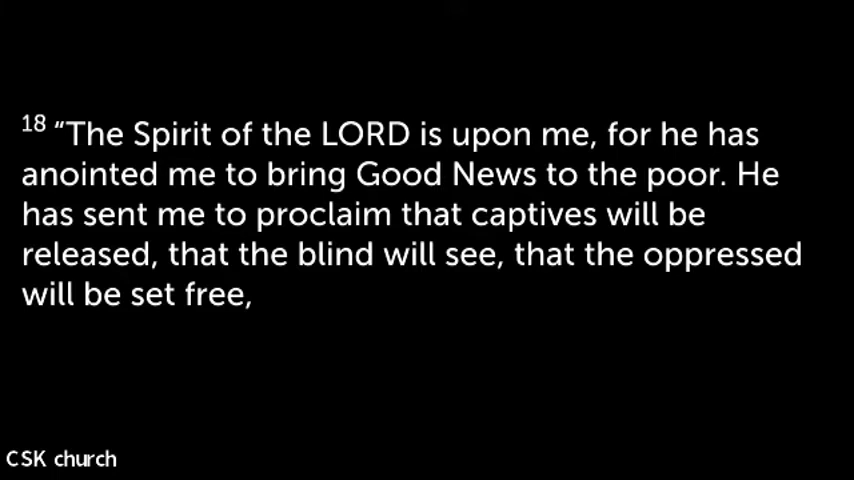 18 “The Spirit of the LORD is upon me, for he has
anointed me to bring Good News to the poor. He
has sent me to proclaim that captives will be
released, that the blind will see, that the oppressed
will be set free,
CSK church